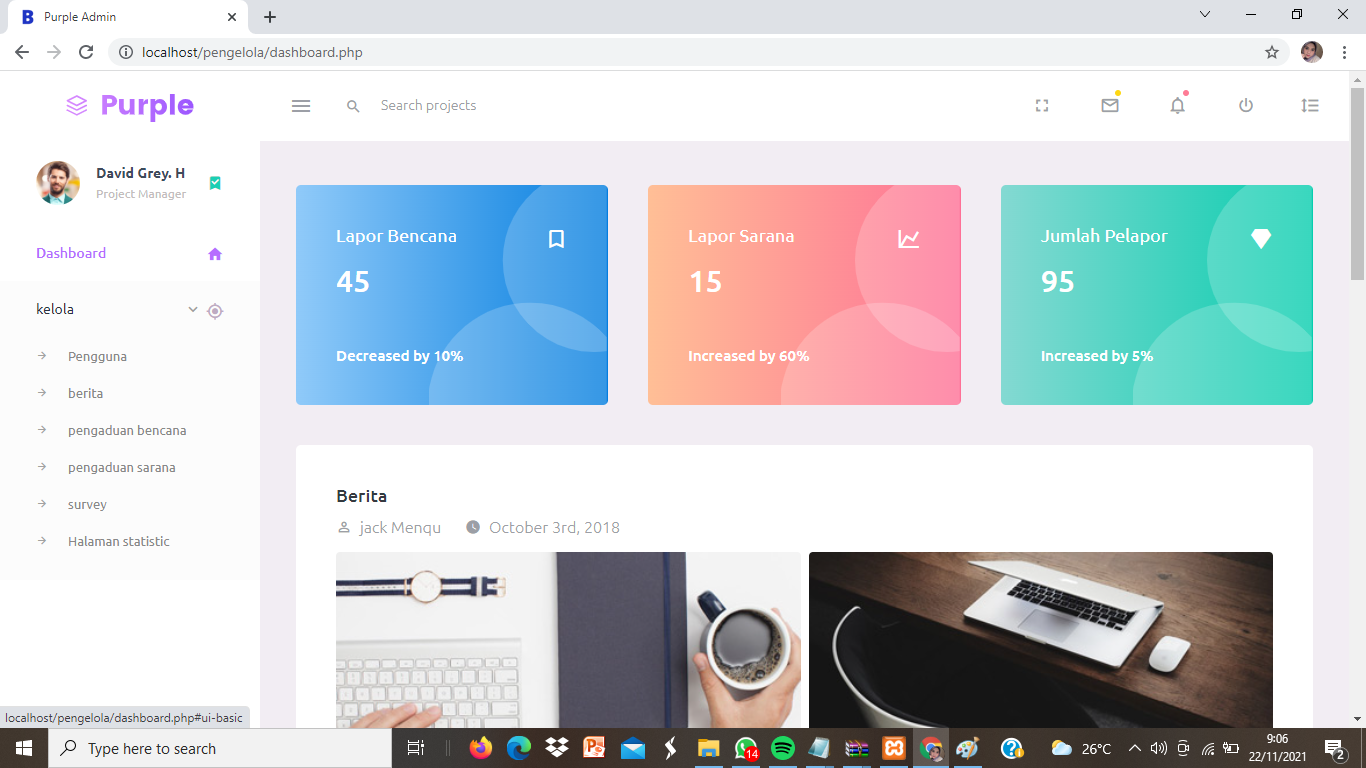 Purple Admin
localhost/pengelola/dashboard.php
Purple
Search projects
David Grey. H
Project Manager
Dashboard
kelola
Pengguna
berita
pengaduan bencana
pengaduan sarana
survey
Halaman statistic
Lapor Bencana
45
Decreased by 10%
Lapor Sarana
15
Increased by 60%
Jumlah Pelapor
95
Increased by 5%
Berita
jack Menqu October 3rd, 2018
localhost/pengelola/dashboard.php#ui-basic
Type here to search
14
26°C
9:06
22/11/2021
2